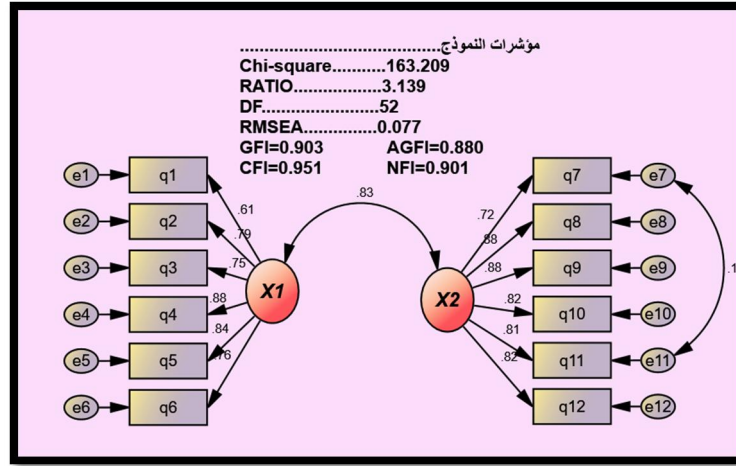 مؤشرات النموذج.......................................
Chi-square...........163.209
RATIO..................3.139
DF........................52
RMSEA...............0.077
GFI=0.903 AGFI=0.880
CFI=0.951 NFI=0.901
.83
e1 q1 q7 e7
.61 .72
e2 q2 q8 e8
.79 .88
e3 q3 q9 e9
.75 .88
X1 X2
e4 q4 q10 e10
.88 .82
e5 q5 q11 e11
.84 .81
.76 .82
e6 q6 q12 e12